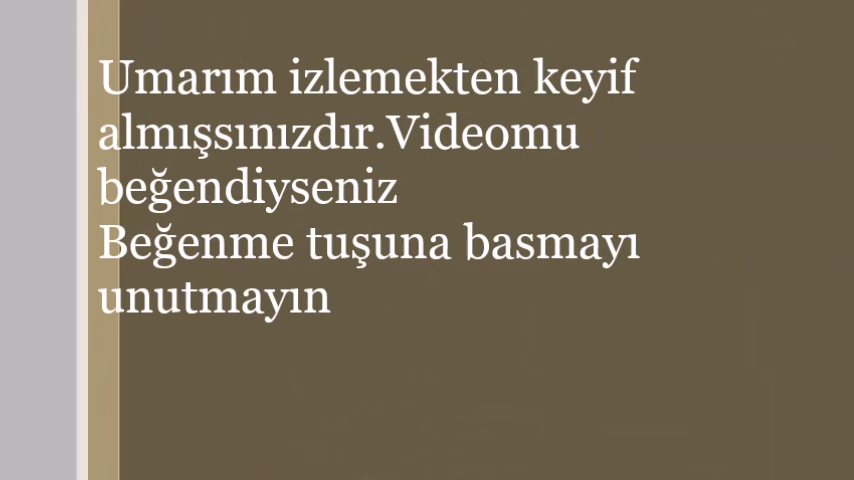 Umarım izlemekten keyif
almışsınızdır.Videomu
beğendiyseniz
Beğenme tuşuna basmayı
unutmayın